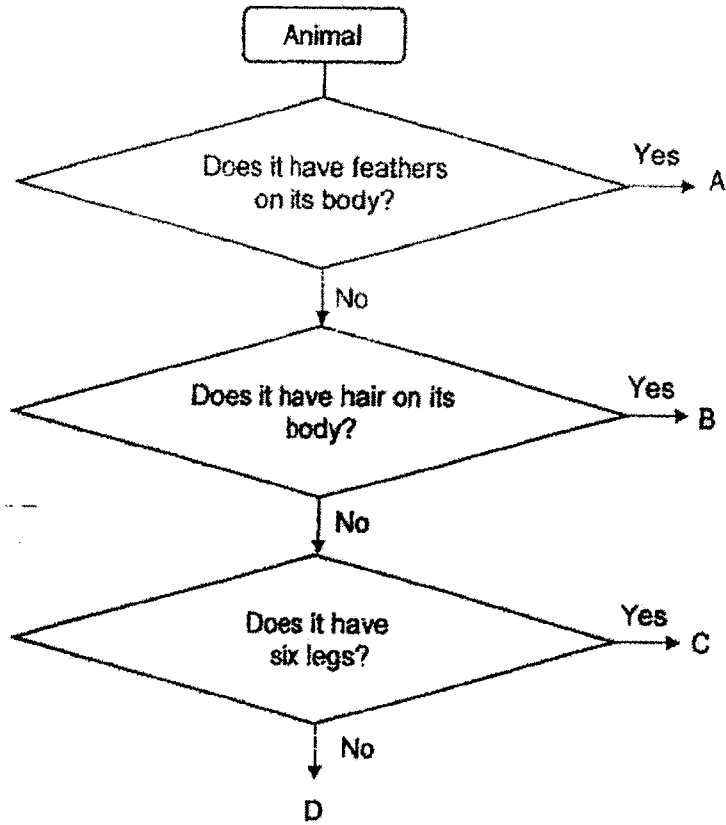 Animal
Does it have feathers
on its body?
Yes
A
No
Does it have hair on its
body?
Yes
B
No
Does it have
six legs?
Yes
C
No
D